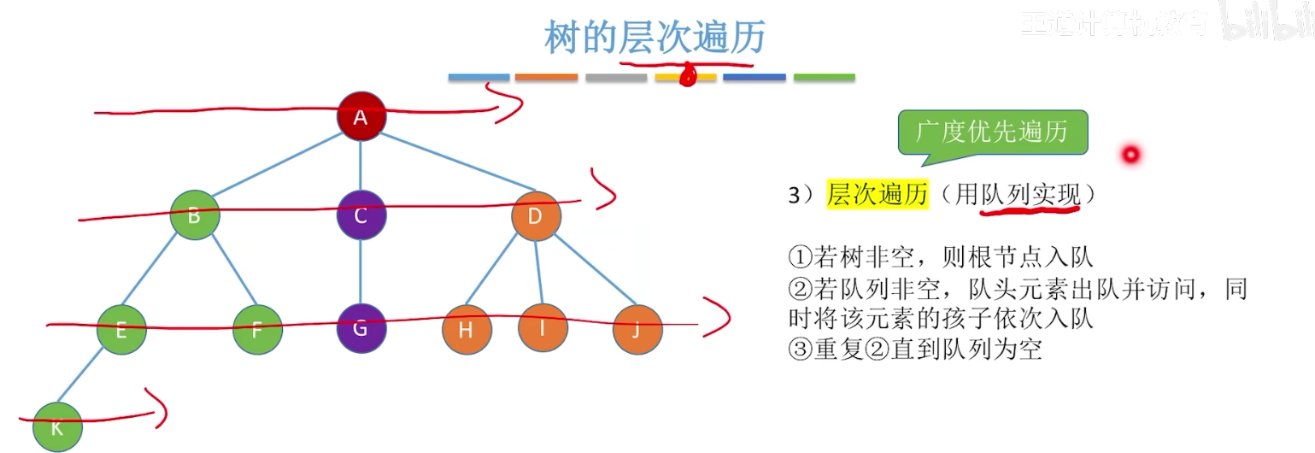 王道计算机教育 bilibili
树的层次遍历
A
广度优先遍历
3）层次遍历（用队列实现）
B C D
①若树非空，则根节点入队
②若队列非空，队头元素出队并访问，同
时将该元素的孩子依次入队
③重复②直到队列为空
E F G H I J
K